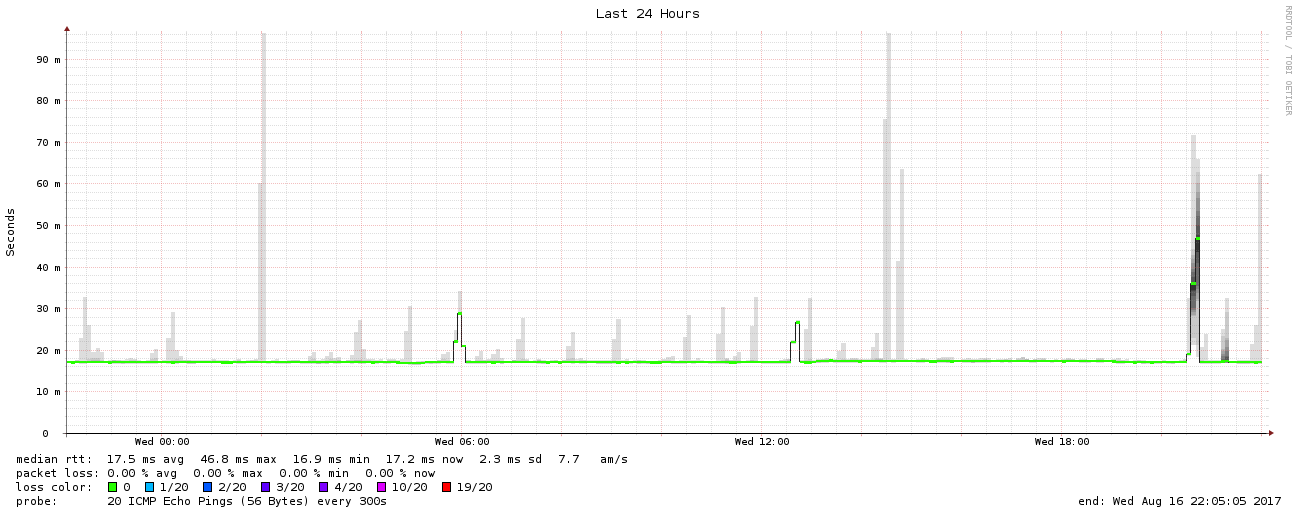 Last 24 Hours
RRDTOOL / TOBI OETIKER
Seconds
90 m
80 m
70 m
60 m
50 m
40 m
30 m
20 m
10 m
0
Wed 00:00 Wed 06:00 Wed 12:00 Wed 18:00
median rtt: 17.5 ms avg 46.8 ms max 16.9 ms min 17.2 ms now 2.3 ms sd 7.7 am/s
packet loss: 0.00 % avg 0.00 % max 0.00 % min 0.00 % now
loss color: 0 1/20 2/20 3/20 4/20 10/20 19/20
probe: 20 ICMP Echo Pings (56 Bytes) every 300s end: Wed Aug 16 22:05:05 2017